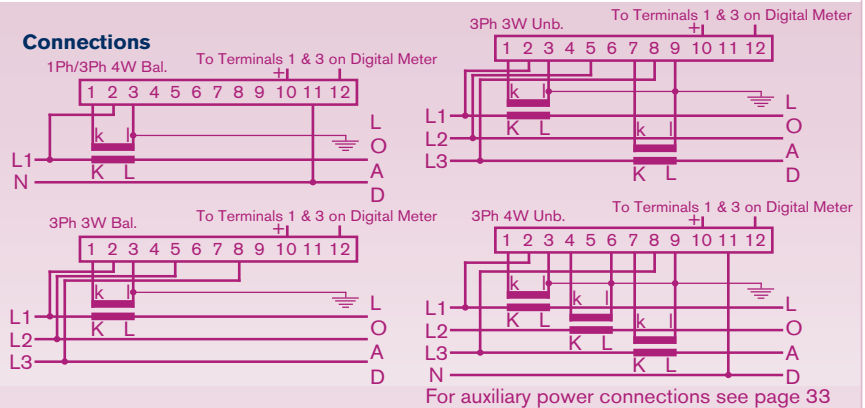 Connections
1Ph/3Ph 4W Bal.
To Terminals 1 & 3 on Digital Meter
+
1 2 3 4 5 6 7 8 9 10 11 12
k l
K L
L1
N
L
O
A
D
3Ph 3W Unb.
To Terminals 1 & 3 on Digital Meter
+
1 2 3 4 5 6 7 8 9 10 11 12
k l
K L
k l
K L
L1
L2
L3
L
O
A
D
3Ph 3W Bal.
To Terminals 1 & 3 on Digital Meter
+
1 2 3 4 5 6 7 8 9 10 11 12
k l
K L
L1
L2
L3
L
O
A
D
3Ph 4W Unb.
To Terminals 1 & 3 on Digital Meter
+
1 2 3 4 5 6 7 8 9 10 11 12
k l
K L
k l
K L
k l
K L
L1
L2
L3
N
L
O
A
D
For auxiliary power connections see page 33